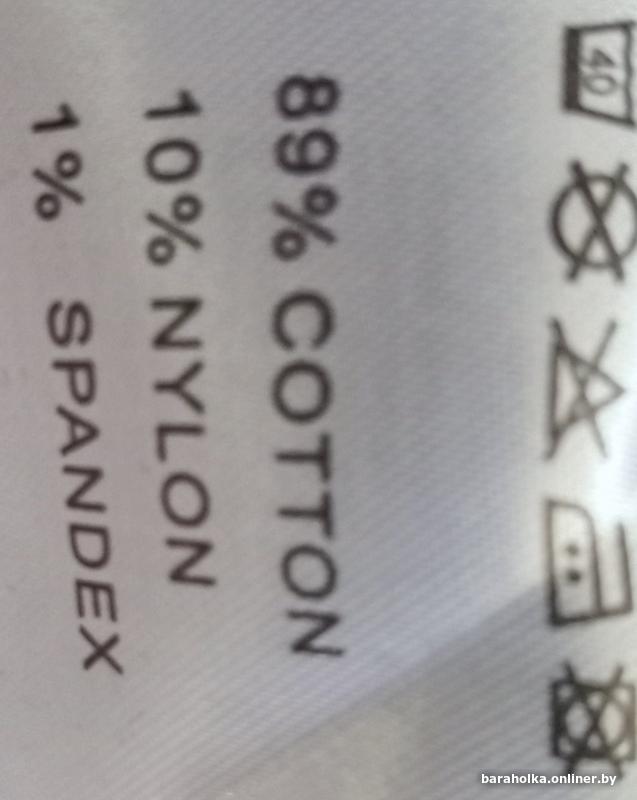 40
89% COTTON
10% NYLON
1% SPANDEX
baraholka.onliner.by